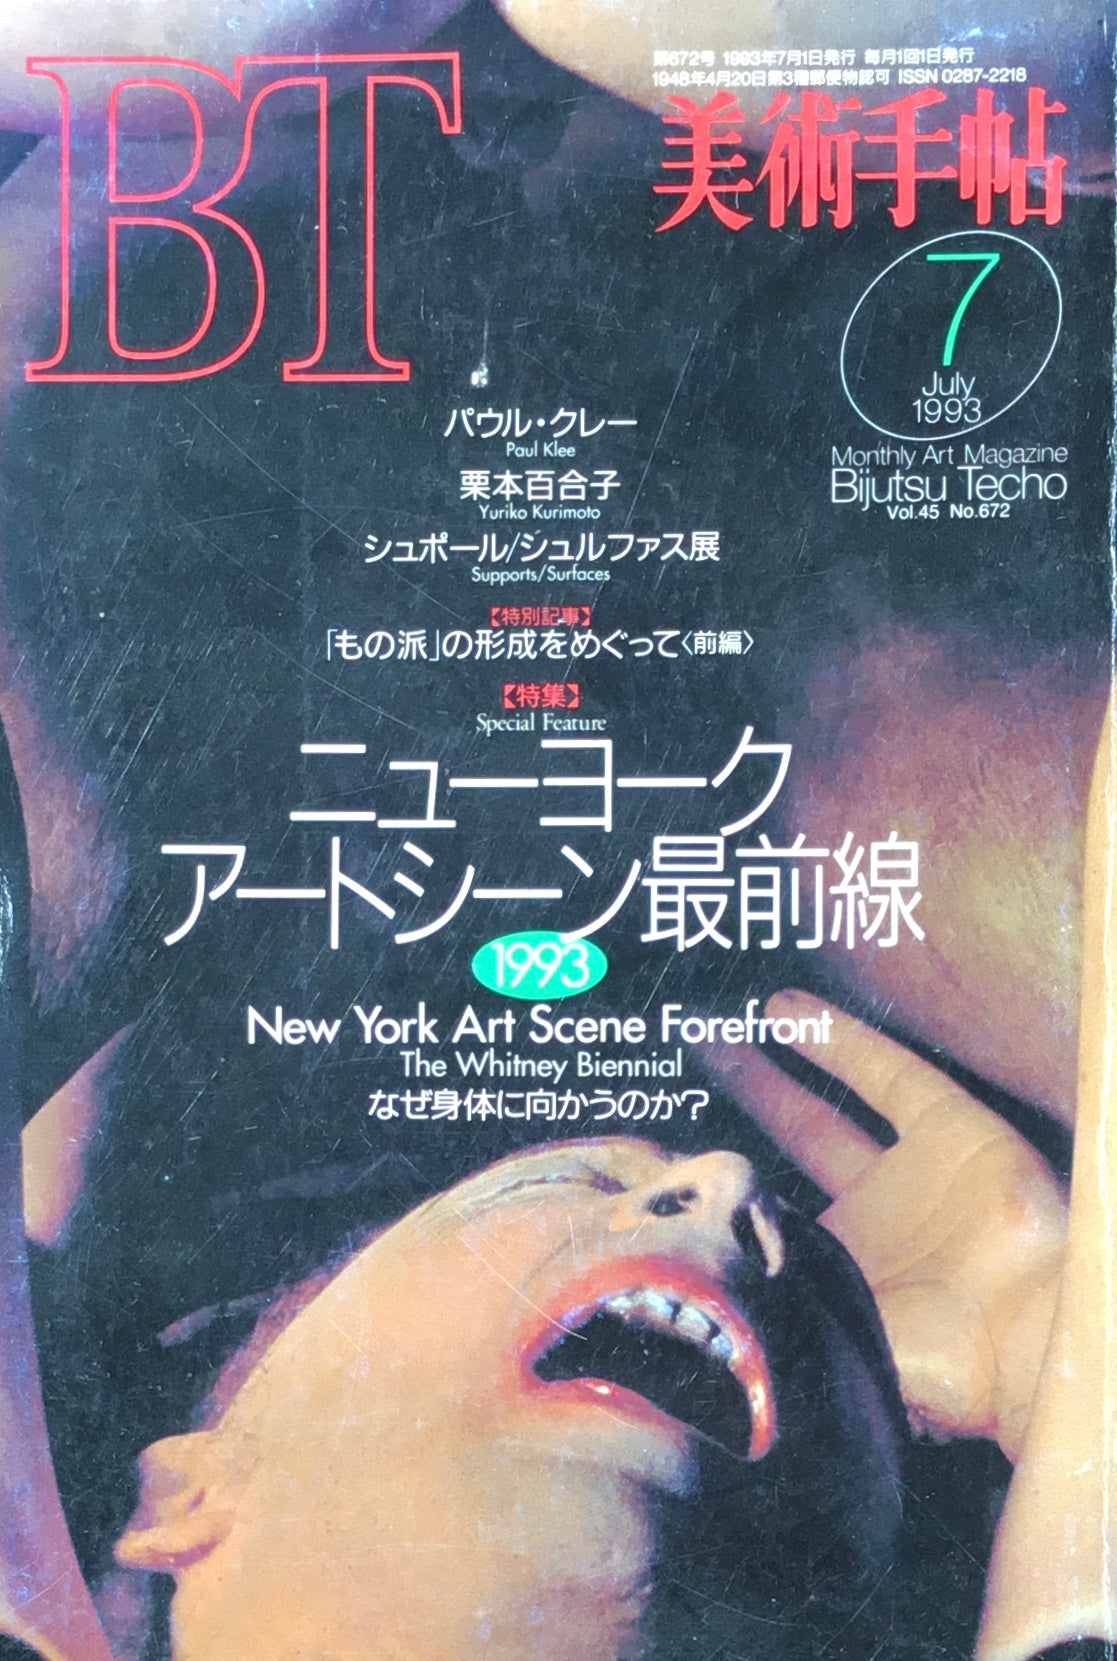 BT
第672号 1993年7月1日発行 毎月1回1日発行
1948年4月20日第3種郵便物認可 ISSN 0287-2218
美術手帖
7
July
1993
Monthly Art Magazine
Bijutsu Techo
Vol.45 No.672
パウル・クレー
Paul Klee
栗本百合子
Yuriko Kurimoto
シュポール/シュルファス展
Supports/Surfaces
【特別記事】
「もの派」の形成をめぐって〈前編〉
【特集】
Special Feature
ニューヨーク
アートシーン最前線
1993
New York Art Scene Forefront
The Whitney Biennial
なぜ身体に向かうのか?